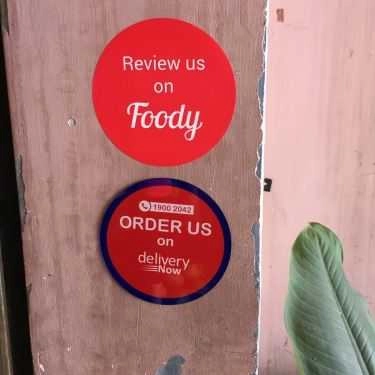 Review us
on
Foody
1900 2042
ORDER US
on
delivery
Now